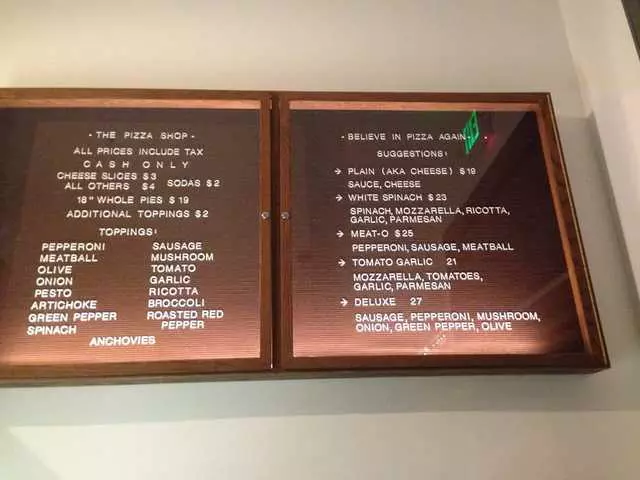 - THE PIZZA SHOP -
ALL PRICES INCLUDE TAX
CASH ONLY
CHEESE SLICES $3
ALL OTHERS $4
SODAS $2
18" WHOLE PIES $19
ADDITIONAL TOPPINGS $2
TOPPINGS:
PEPPERONI
MEATBALL
OLIVE
ONION
PESTO
ARTICHOKE
GREEN PEPPER
SPINACH
SAUSAGE
MUSHROOM
TOMATO
GARLIC
RICOTTA
BROCCOLI
ROASTED RED
PEPPER
ANCHOVIES
- BELIEVE IN PIZZA AGAIN -
SUGGESTIONS:
→ PLAIN (AKA CHEESE) $19
SAUCE, CHEESE
→ WHITE SPINACH $23
SPINACH, MOZZARELLA, RICOTTA,
GARLIC, PARMESAN
→ MEAT-O $25
PEPPERONI, SAUSAGE, MEATBALL
→ TOMATO GARLIC 21
MOZZARELLA, TOMATOES,
GARLIC, PARMESAN
→ DELUXE 27
SAUSAGE, PEPPERONI, MUSHROOM,
ONION, GREEN PEPPER, OLIVE